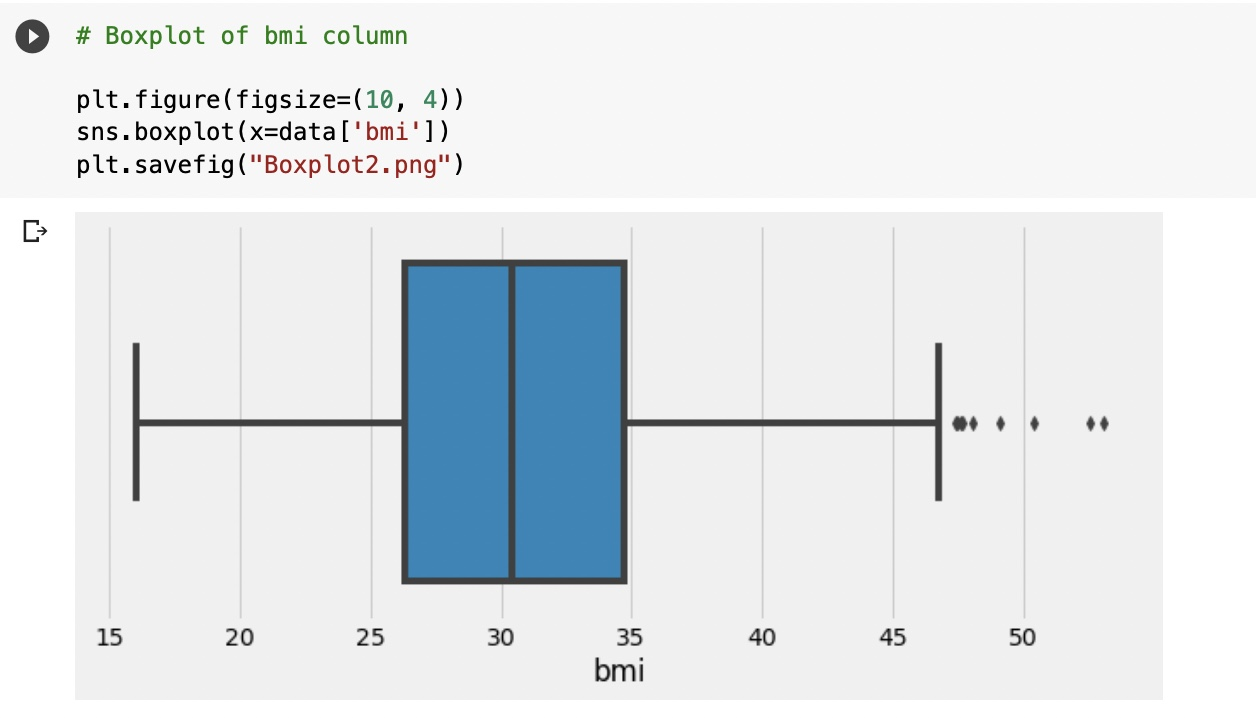 # Boxplot of bmi column
plt.figure(figsize=(10, 4))
sns.boxplot(x=data['bmi'])
plt.savefig("Boxplot2.png")
15 20 25 30 35 40 45 50
bmi